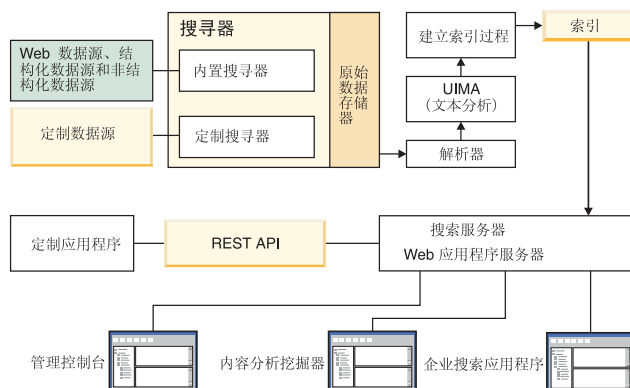 搜寻器
Web 数据源、结
构化数据源和非结
构化数据源
内置搜寻器
定制数据源
定制搜寻器
原始
数据
存储
器
建立索引过程
索引
UIMA
（文本分析）
解析器
定制应用程序
REST API
搜索服务器
Web 应用程序服务器
管理控制台
内容分析挖掘器
企业搜索应用程序